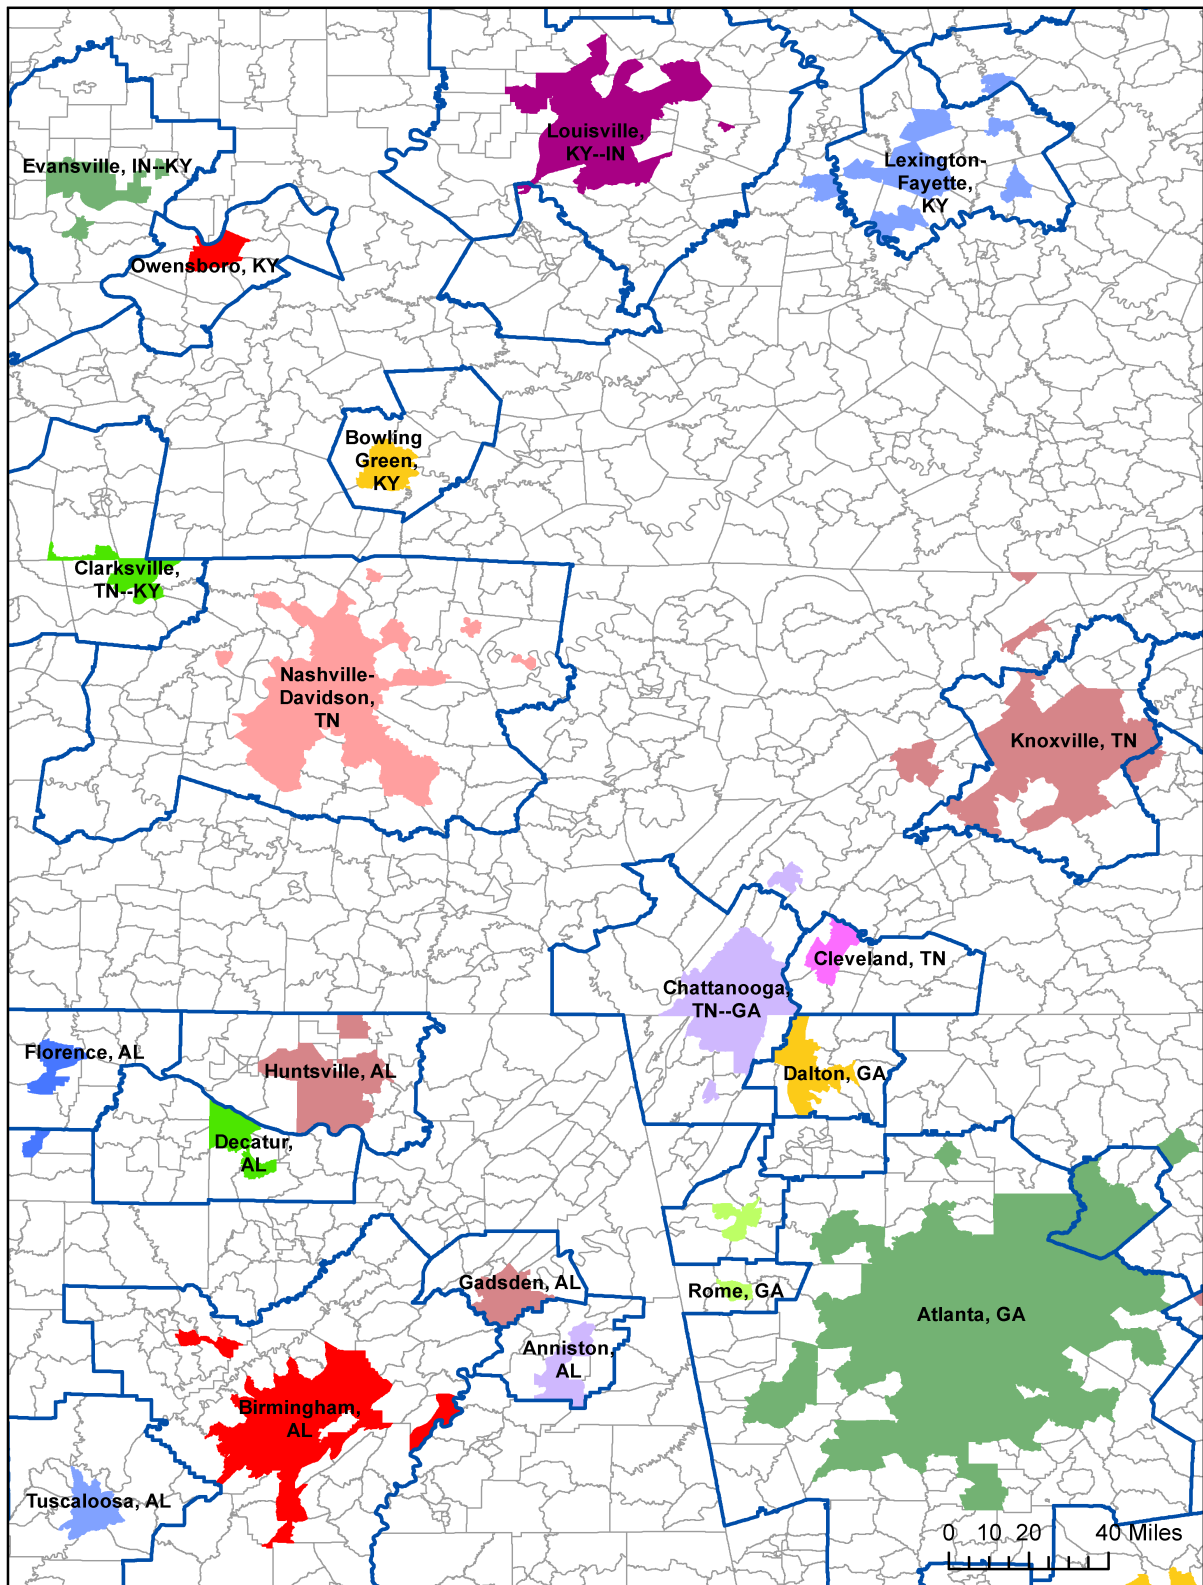 Louisville,
KY--IN
Evansville, IN--KY
Lexington-
Fayette,
KY
Owensboro, KY
Bowling
Green,
KY
Clarksville,
TN--KY
Nashville-
Davidson,
TN
Knoxville, TN
Cleveland, TN
Chattanooga,
TN--GA
Florence, AL
Huntsville, AL
Dalton, GA
Decatur,
AL
Gadsden, AL
Rome, GA
Atlanta, GA
Anniston,
AL
Birmingham,
AL
Tuscaloosa, AL
0 10 20 40 Miles